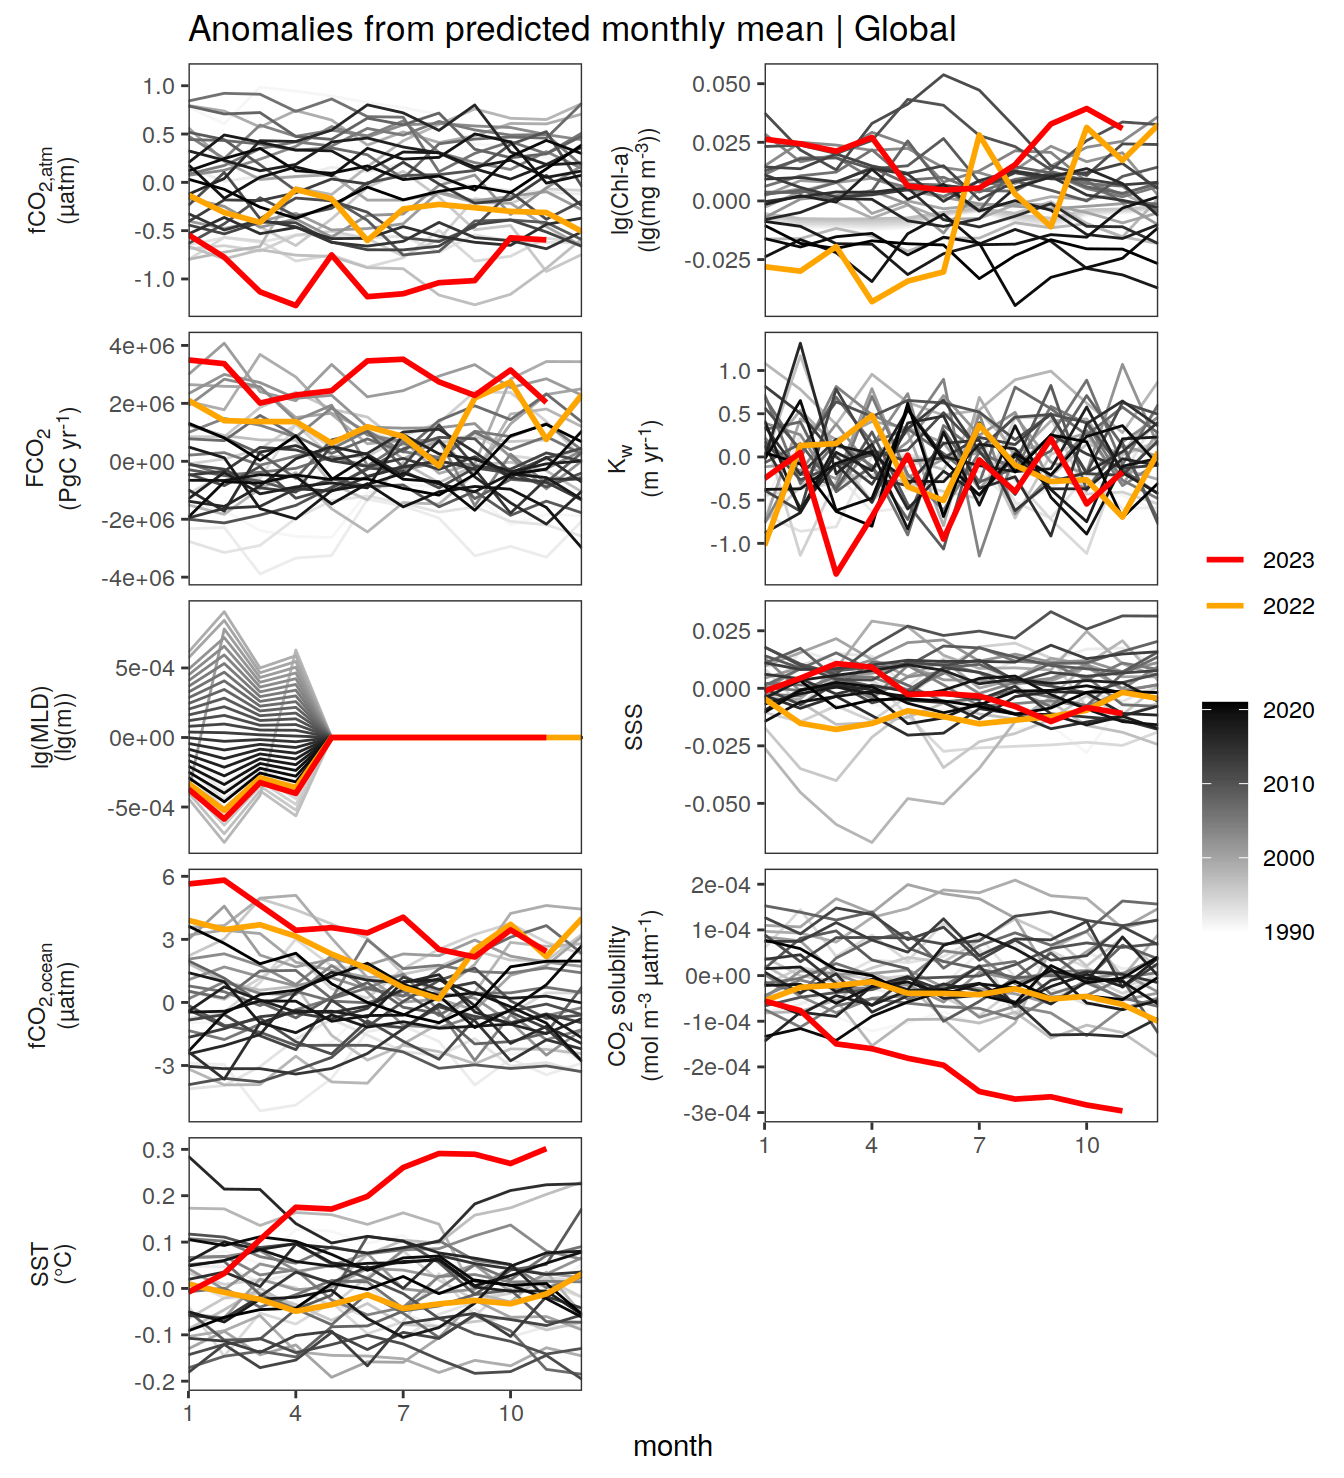 Anomalies from predicted monthly mean | Global
fCO2,atm
(µatm)
1.0
0.5
0.0
-0.5
-1.0
lg(Chl-a)
(lg(mg m-3))
0.050
0.025
0.000
-0.025
FCO2
(PgC yr-1)
4e+06
2e+06
0e+00
-2e+06
-4e+06
Kw
(m yr-1)
1.0
0.5
0.0
-0.5
-1.0
lg(MLD)
(lg(m))
5e-04
0e+00
-5e-04
SSS
0.025
0.000
-0.025
-0.050
fCO2,ocean
(µatm)
6
3
0
-3
CO2 solubility
(mol m-3 µatm-1)
2e-04
1e-04
0e+00
-1e-04
-2e-04
-3e-04
1 4 7 10
SST
(°C)
0.3
0.2
0.1
0.0
-0.1
-0.2
1 4 7 10
month
2023
2022
2020
2010
2000
1990